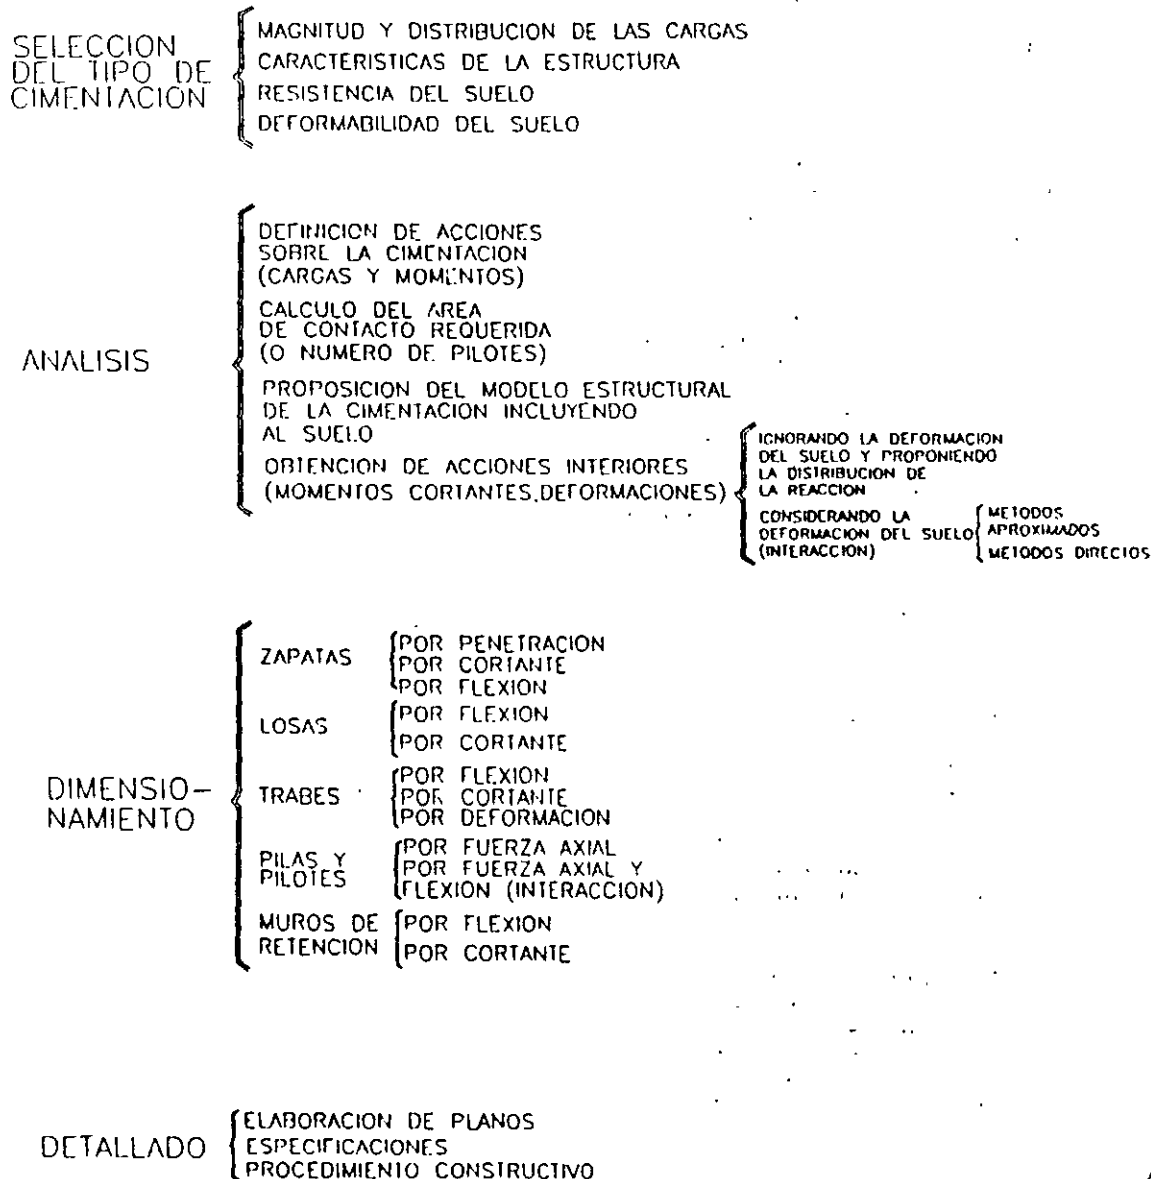 SELECCION
DEL TIPO DE
CIMENTACION
MAGNITUD Y DISTRIBUCION DE LAS CARGAS
CARACTERISTICAS DE LA ESTRUCTURA
RESISTENCIA DEL SUELO
DEFORMABILIDAD DEL SUELO
ANALISIS
DEFINICION DE ACCIONES
SOBRE LA CIMENTACION
(CARGAS Y MOMENTOS)
CALCULO DEL AREA
DE CONTACTO REQUERIDA
(O NUMERO DE PILOTES)
PROPOSICION DEL MODELO ESTRUCTURAL
DE LA CIMENTACION INCLUYENDO
AL SUELO
OBTENCION DE ACCIONES INTERIORES
(MOMENTOS CORTANTES,DEFORMACIONES)
IGNORANDO LA DEFORMACION
DEL SUELO Y PROPONIENDO
LA DISTRIBUCION DE
LA REACCION
CONSIDERANDO LA
DEFORMACION DEL SUELO
(INTERACCION)
METODOS
APROXIMADOS
METODOS DIRECTOS
DIMENSIO-
NAMIENTO
ZAPATAS
POR PENETRACION
POR CORTANTE
POR FLEXION
LOSAS
POR FLEXION
POR CORTANTE
TRABES
POR FLEXION
POR CORTANTE
POR DEFORMACION
PILAS Y
PILOTES
POR FUERZA AXIAL
POR FUERZA AXIAL Y
FLEXION (INTERACCION)
MUROS DE
RETENCION
POR FLEXION
POR CORTANTE
DETALLADO
ELABORACION DE PLANOS
ESPECIFICACIONES
PROCEDIMIENTO CONSTRUCTIVO